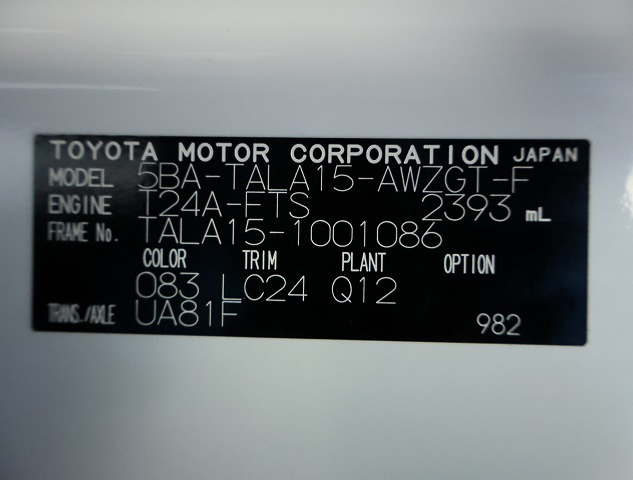 TOYOTA MOTOR CORPORATION JAPAN
MODEL 5BA-TALA15-AWZGT-F
ENGINE T24A-FTS 2393 mL
FRAME No. TALA15-1001086
COLOR TRIM PLANT OPTION
083 LC24 Q12
TRANS./AXLE UA81F 982